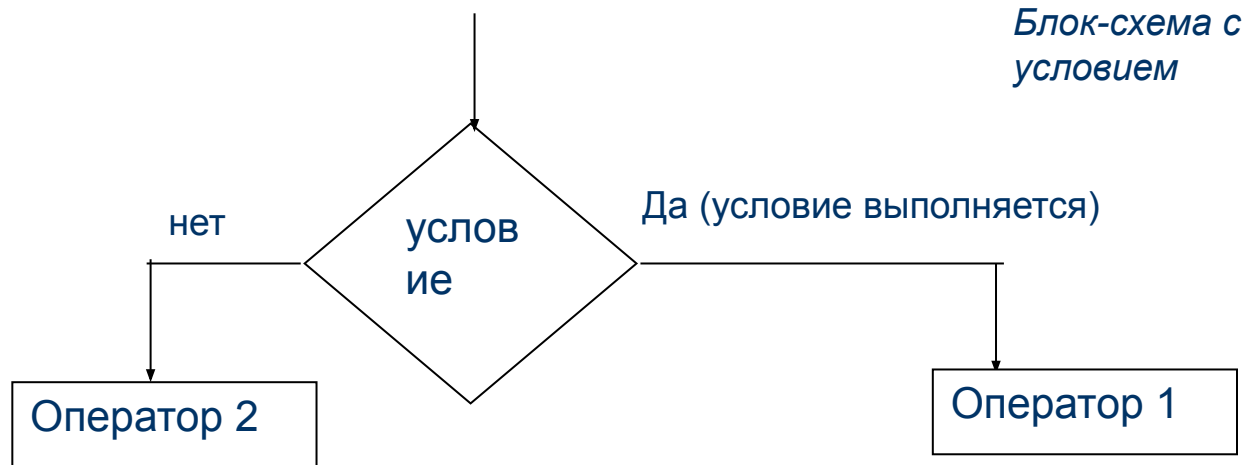 Блок-схема с
условием
нет
услов
ие
Да (условие выполняется)
Оператор 2
Оператор 1